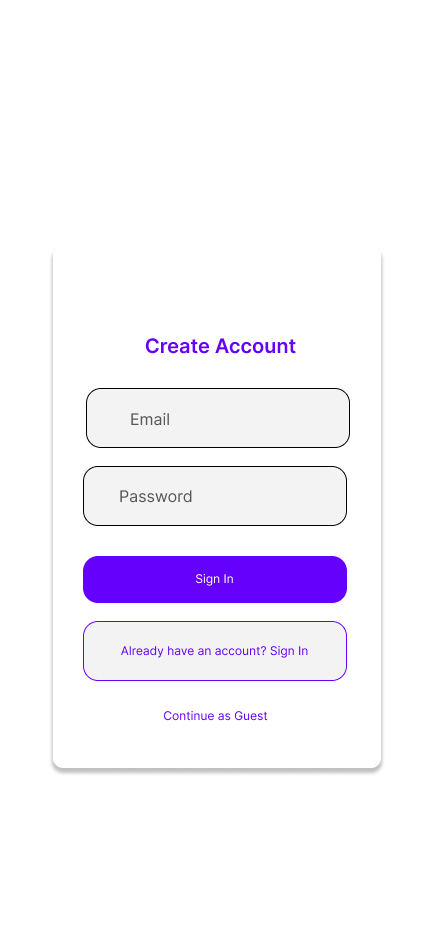 Create Account
Email
Password
Sign In
Already have an account? Sign In
Continue as Guest